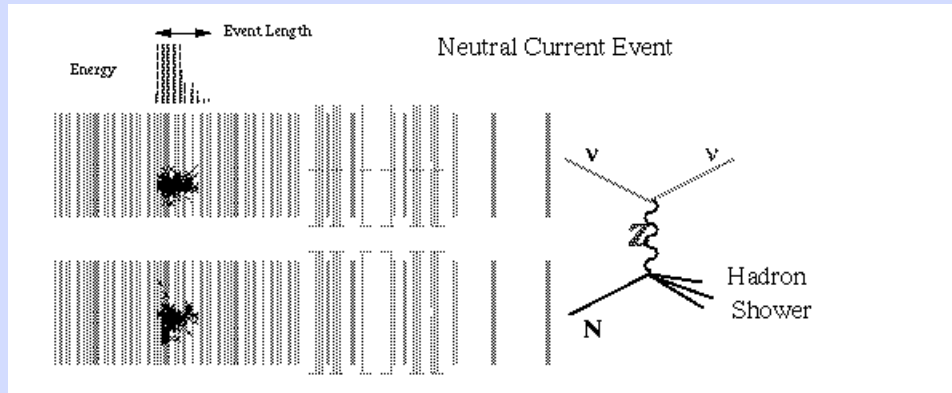 Event Length
Neutral Current Event
Energy
ν ν
Z
Hadron
Shower
N